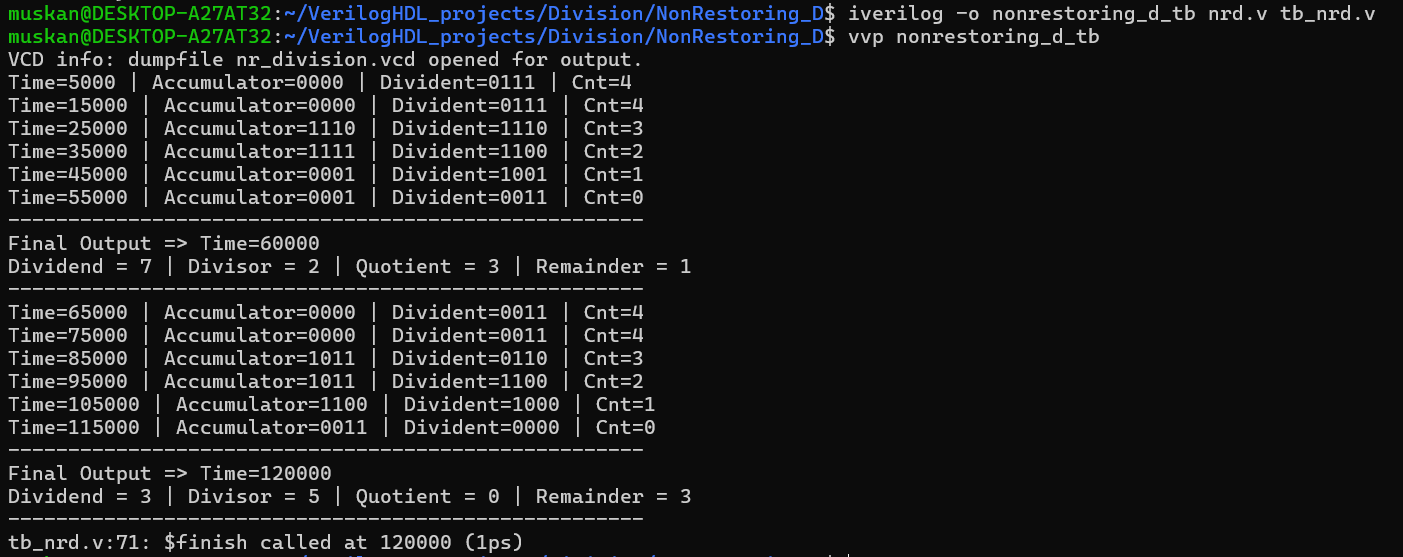 muskan@DESKTOP-A27AT32:~/VerilogHDL_projects/Division/NonRestoring_D$ iverilog -o nonrestoring_d_tb nrd.v tb_nrd.v
muskan@DESKTOP-A27AT32:~/VerilogHDL_projects/Division/NonRestoring_D$ vvp nonrestoring_d_tb
VCD info: dumpfile nr_division.vcd opened for output.
Time=5000 | Accumulator=0000 | Divident=0111 | Cnt=4
Time=15000 | Accumulator=0000 | Divident=0111 | Cnt=4
Time=25000 | Accumulator=1110 | Divident=1110 | Cnt=3
Time=35000 | Accumulator=1111 | Divident=1100 | Cnt=2
Time=45000 | Accumulator=0001 | Divident=1001 | Cnt=1
Time=55000 | Accumulator=0001 | Divident=0011 | Cnt=0
-----------------------------------------------------
Final Output => Time=60000
Dividend = 7 | Divisor = 2 | Quotient = 3 | Remainder = 1
-----------------------------------------------------
Time=65000 | Accumulator=0000 | Divident=0011 | Cnt=4
Time=75000 | Accumulator=0000 | Divident=0011 | Cnt=4
Time=85000 | Accumulator=1011 | Divident=0110 | Cnt=3
Time=95000 | Accumulator=1011 | Divident=1100 | Cnt=2
Time=105000 | Accumulator=1100 | Divident=1000 | Cnt=1
Time=115000 | Accumulator=0011 | Divident=0000 | Cnt=0
-----------------------------------------------------
Final Output => Time=120000
Dividend = 3 | Divisor = 5 | Quotient = 0 | Remainder = 3
-----------------------------------------------------
tb_nrd.v:71: $finish called at 120000 (1ps)